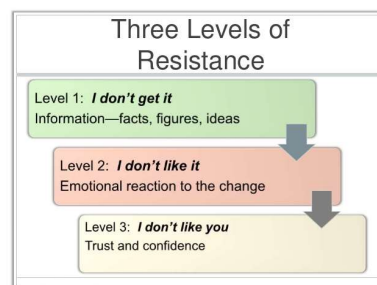 Three Levels of
Resistance
Level 1: I don't get it
Information—facts, figures, ideas
Level 2: I don't like it
Emotional reaction to the change
Level 3: I don't like you
Trust and confidence